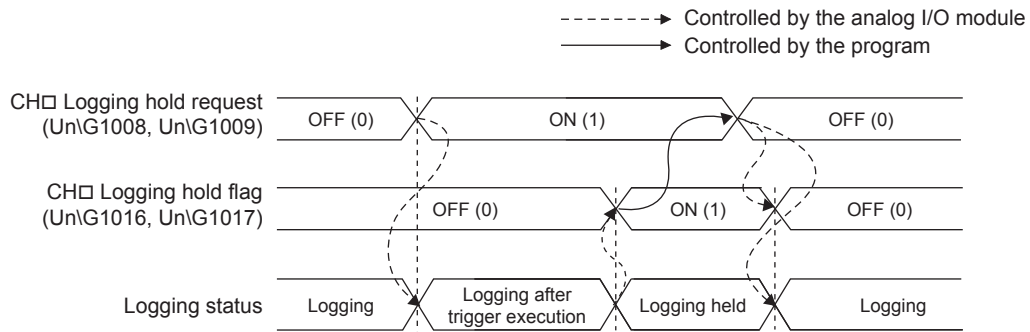 Controlled by the analog I/O module
Controlled by the program
CH□ Logging hold request
(Un\G1008, Un\G1009)
OFF (0)
ON (1)
OFF (0)
CH□ Logging hold flag
(Un\G1016, Un\G1017)
OFF (0)
ON (1)
OFF (0)
Logging status
Logging
Logging after
trigger execution
Logging held
Logging